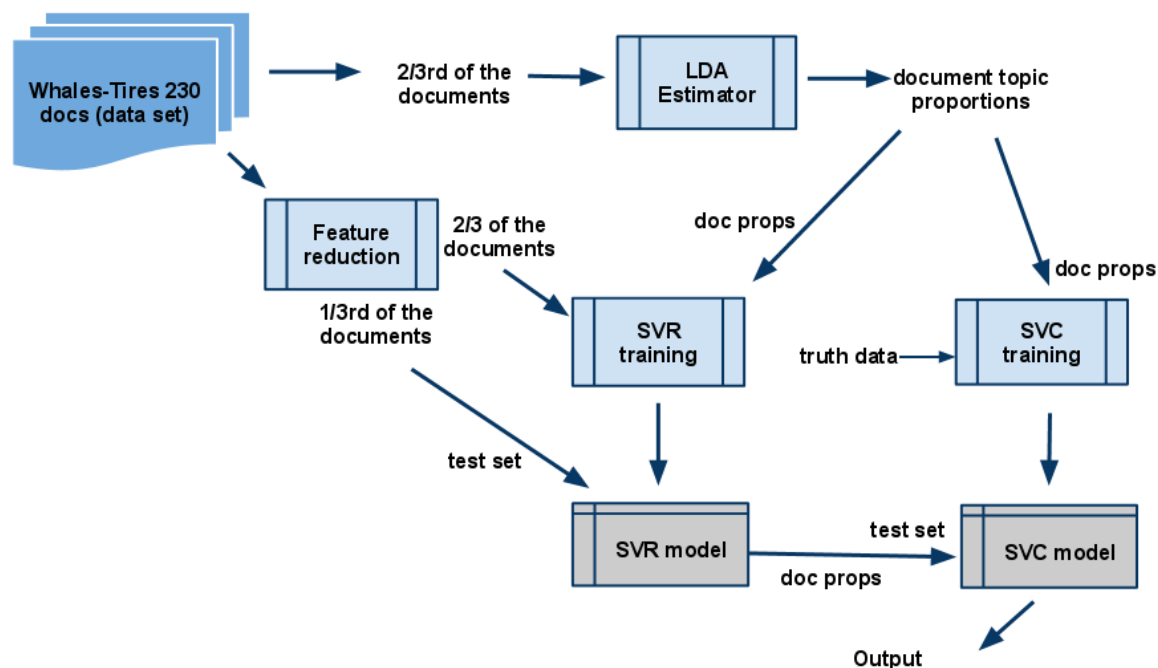 Whales-Tires 230
docs (data set)
2/3rd of the
documents
LDA
Estimator
document topic
proportions
Feature
reduction
2/3 of the
documents
doc props
doc props
1/3rd of the
documents
SVR
training
truth data
SVC
training
test set
SVR model
doc props
test set
SVC model
Output